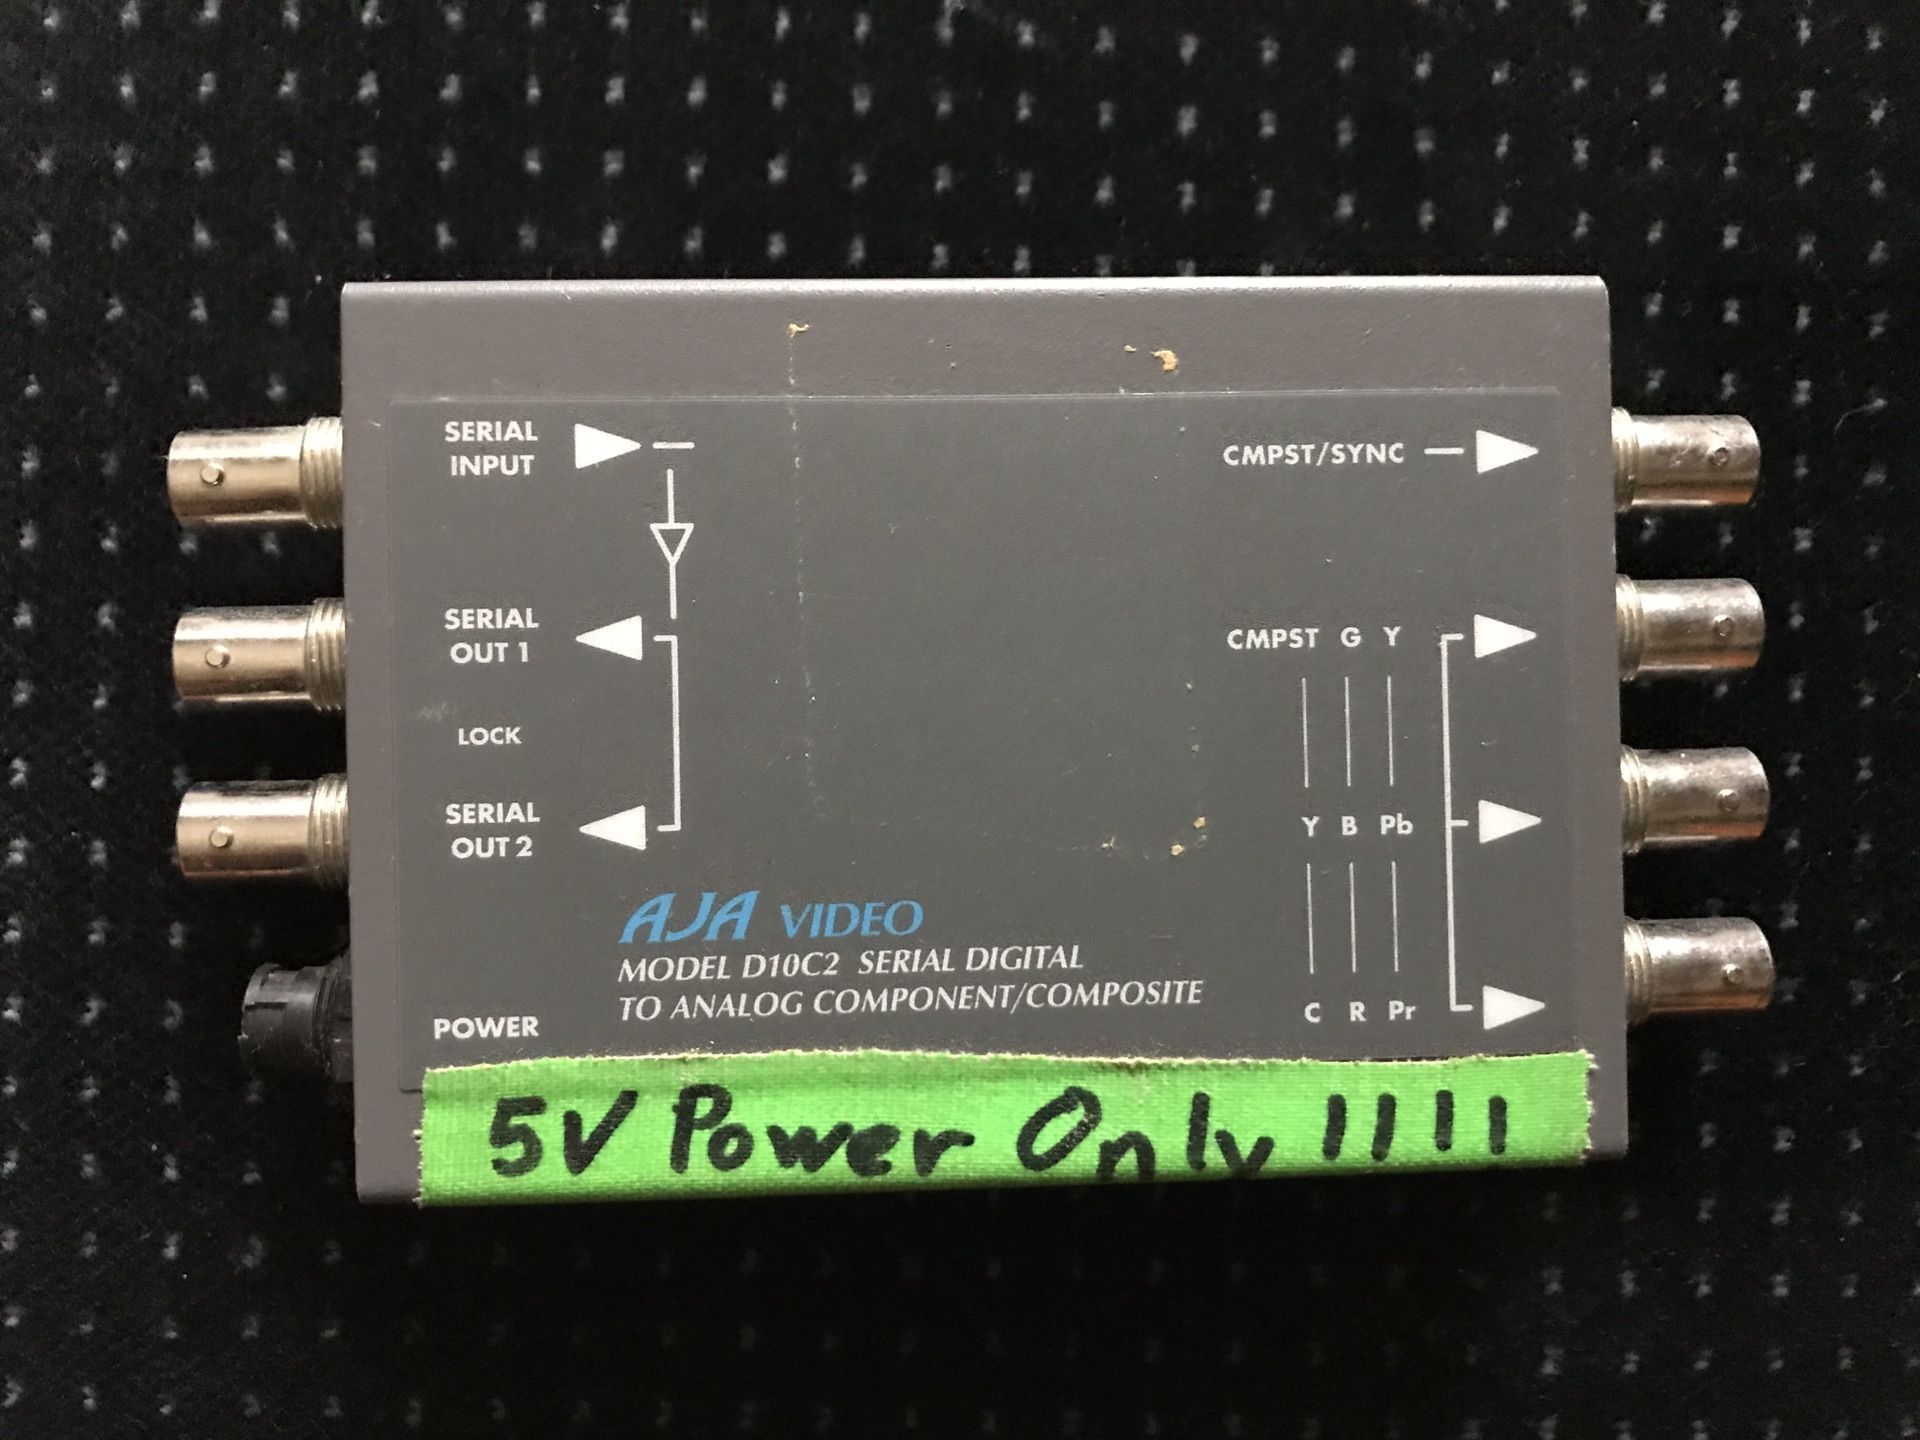 SERIAL
INPUT
CMPST/SYNC
SERIAL
OUT 1
CMPST G Y
LOCK
SERIAL
OUT 2
Y B Pb
AJA VIDEO
MODEL D10C2 SERIAL DIGITAL
TO ANALOG COMPONENT/COMPOSITE
C R Pr
POWER
5V Power Only !!!!